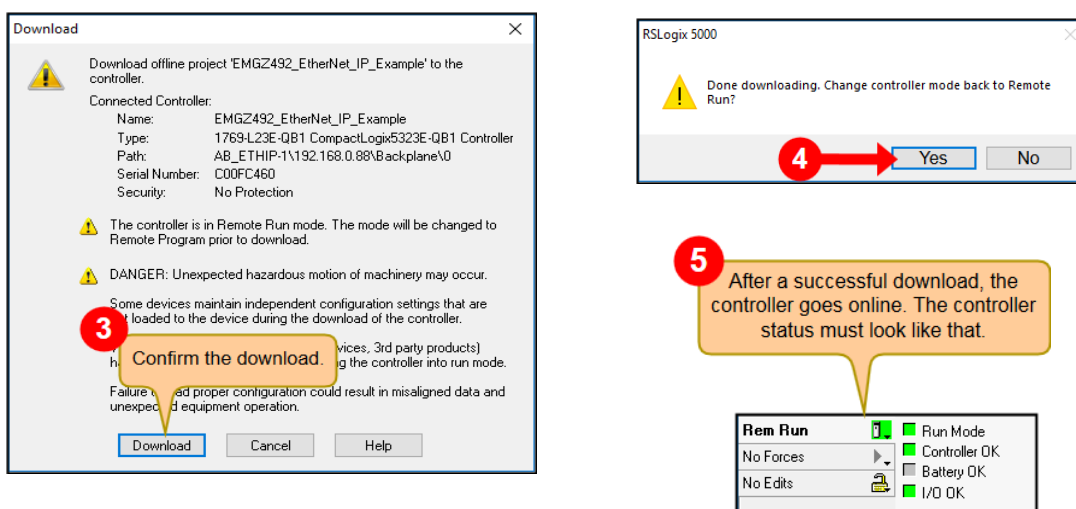 Download
Download offline project 'EMGZ492_EtherNet_IP_Example' to the
controller.
Connected Controller:
Name: EMGZ492_EtherNet_IP_Example
Type: 1769-L23E-QB1 CompactLogix5323E-QB1 Controller
Path: AB_ETHIP-1\192.168.0.88\Backplane\0
Serial Number: C00FC460
Security: No Protection
The controller is in Remote Run mode. The mode will be changed to
Remote Program prior to download.
DANGER: Unexpected hazardous motion of machinery may occur.
Some devices maintain independent configuration settings that are
loaded to the device during the download of the controller.
3
Confirm the download.
vices, 3rd party products)
g the controller into run mode.
Failure
ad proper configuration could result in misaligned data and
equipment operation.
Download Cancel Help
RSLogix 5000
Done downloading. Change controller mode back to Remote
Run?
4
Yes No
5
After a successful download, the
controller goes online. The controller
status must look like that.
Rem Run Run Mode
No Forces Controller OK
Battery OK
No Edits
I/O OK